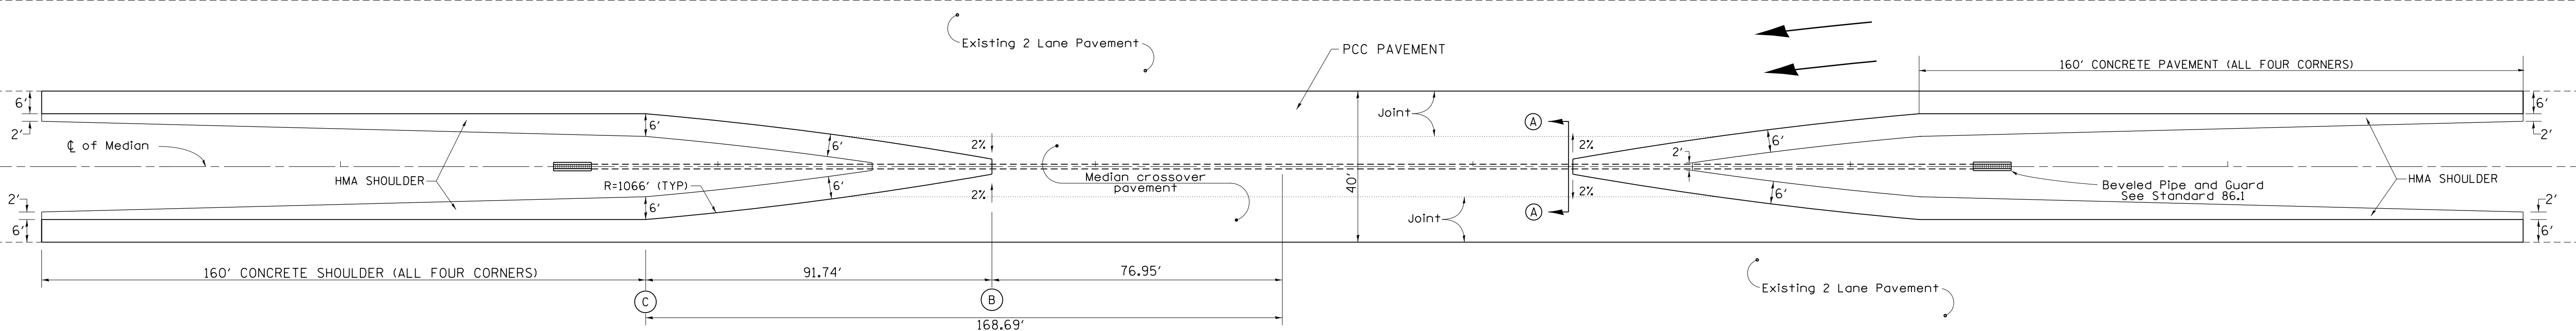 Existing 2 Lane Pavement
PCC PAVEMENT
160' CONCRETE PAVEMENT (ALL FOUR CORNERS)
6'
2'
℄ of Median
6'
6'
2%
Joint
A
2%
6'
6'
2'
2'
HMA SHOULDER
R=1066' (TYP)
6'
Median crossover
pavement
40'
Beveled Pipe and Guard
See Standard 86.1
HMA SHOULDER
2'
6'
6'
2%
Joint
A
2%
6'
2'
6'
160' CONCRETE SHOULDER (ALL FOUR CORNERS)
91.74'
76.95'
Existing 2 Lane Pavement
C
B
168.69'